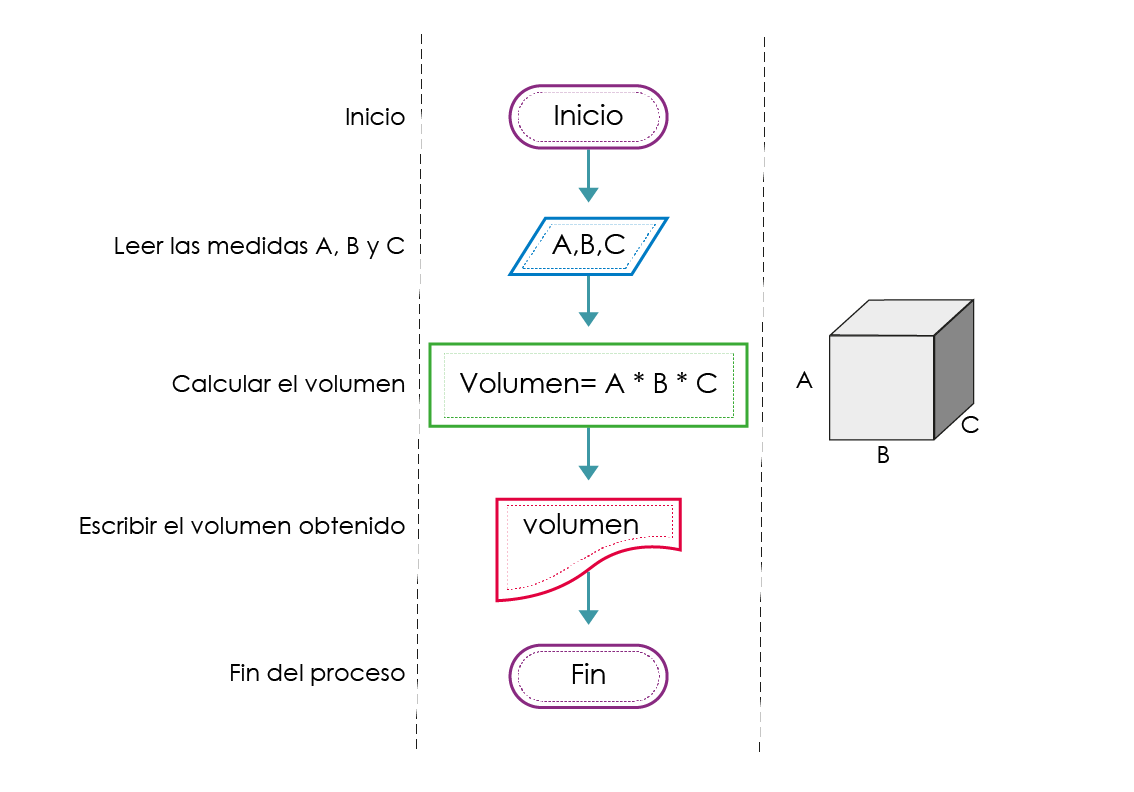 Inicio
Inicio
Leer las medidas A, B y C
A,B,C
Calcular el volumen
Volumen= A * B * C
A
C
B
Escribir el volumen obtenido
volumen
Fin del proceso
Fin